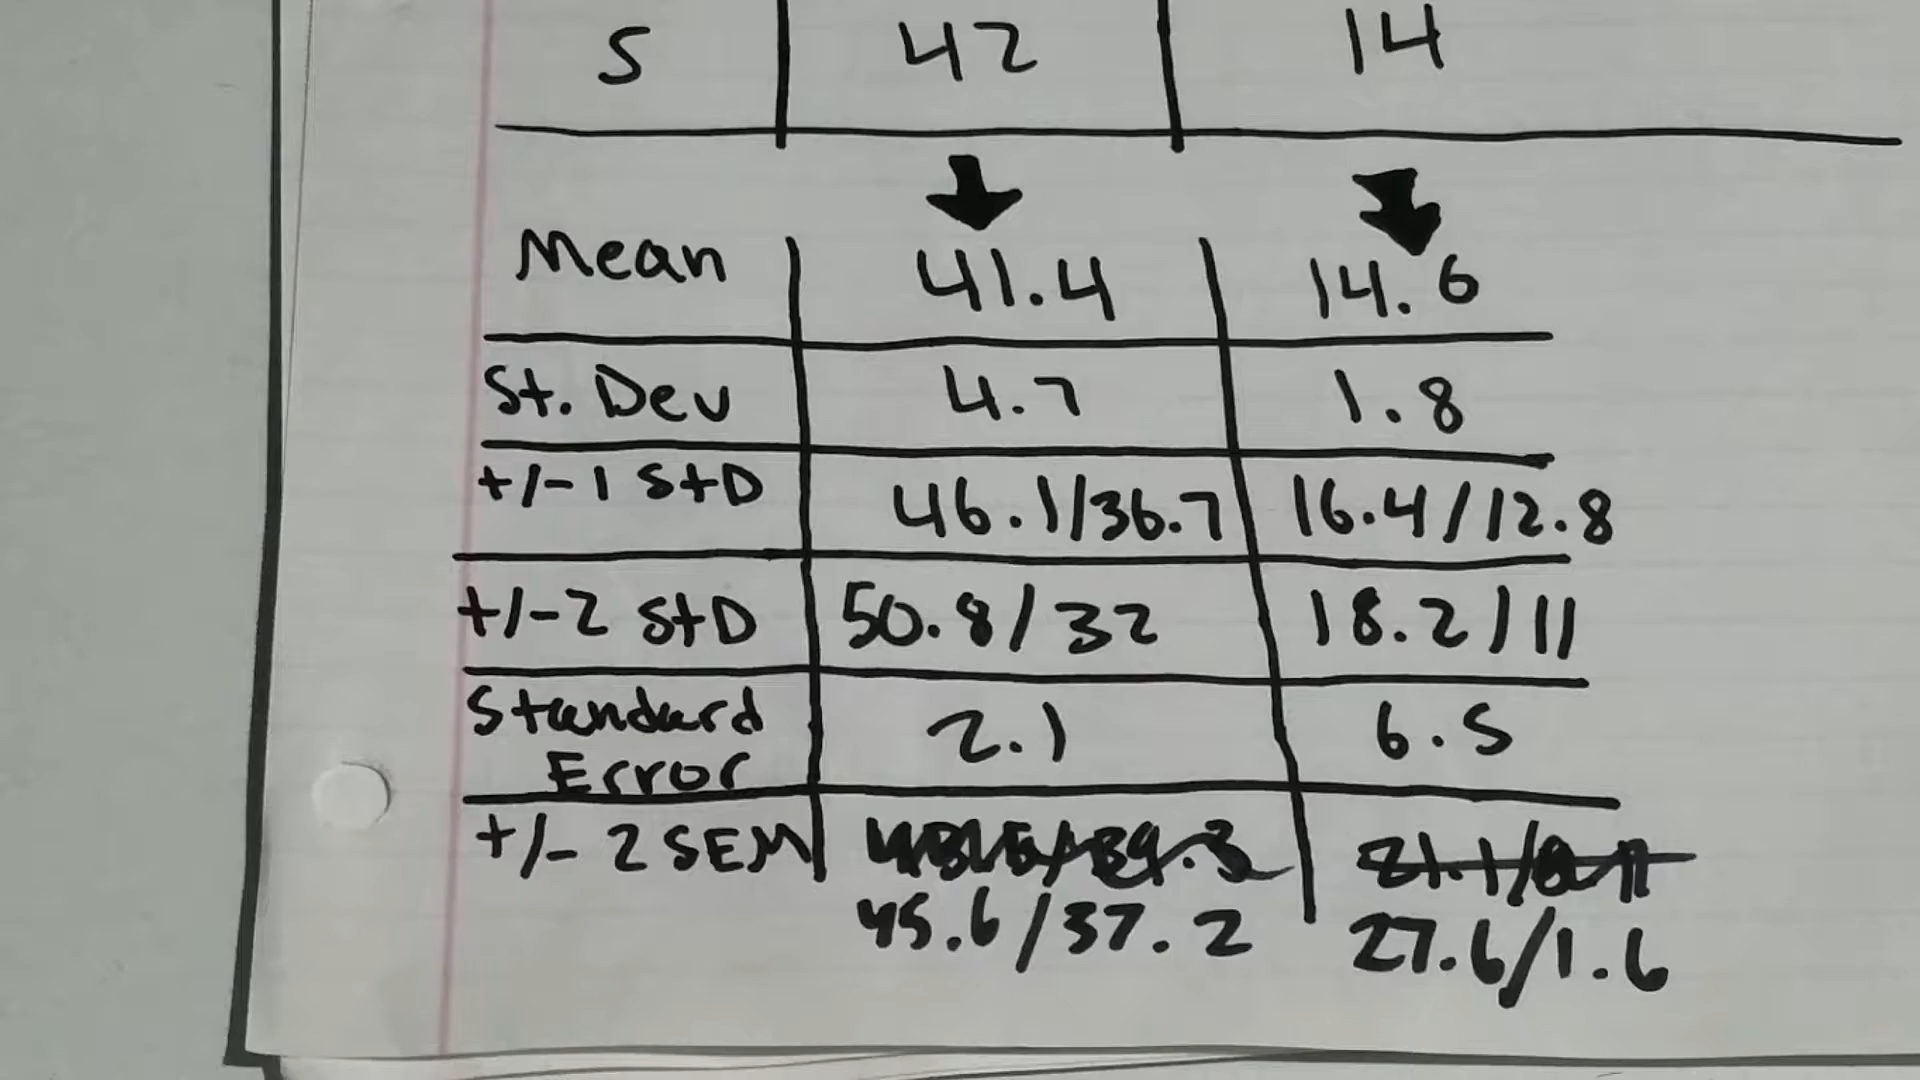 5 42 14
Mean 41.4 14.6
St. Dev 4.7 1.8
+/-1 StD 46.1/36.7 16.4/12.8
+/-2 StD 50.8/32 18.2/11
Standard Error 2.1 6.5
+/- 2 SEM
45.6/37.2 27.6/1.6